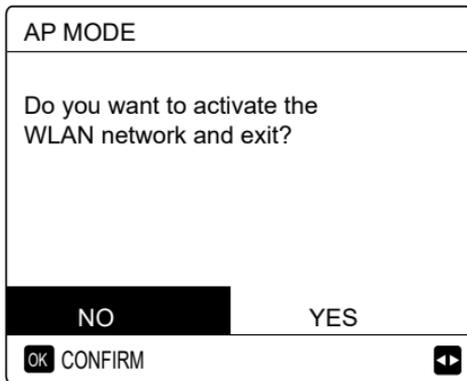 AP MODE
Do you want to activate the
WLAN network and exit?
NO YES
OK CONFIRM